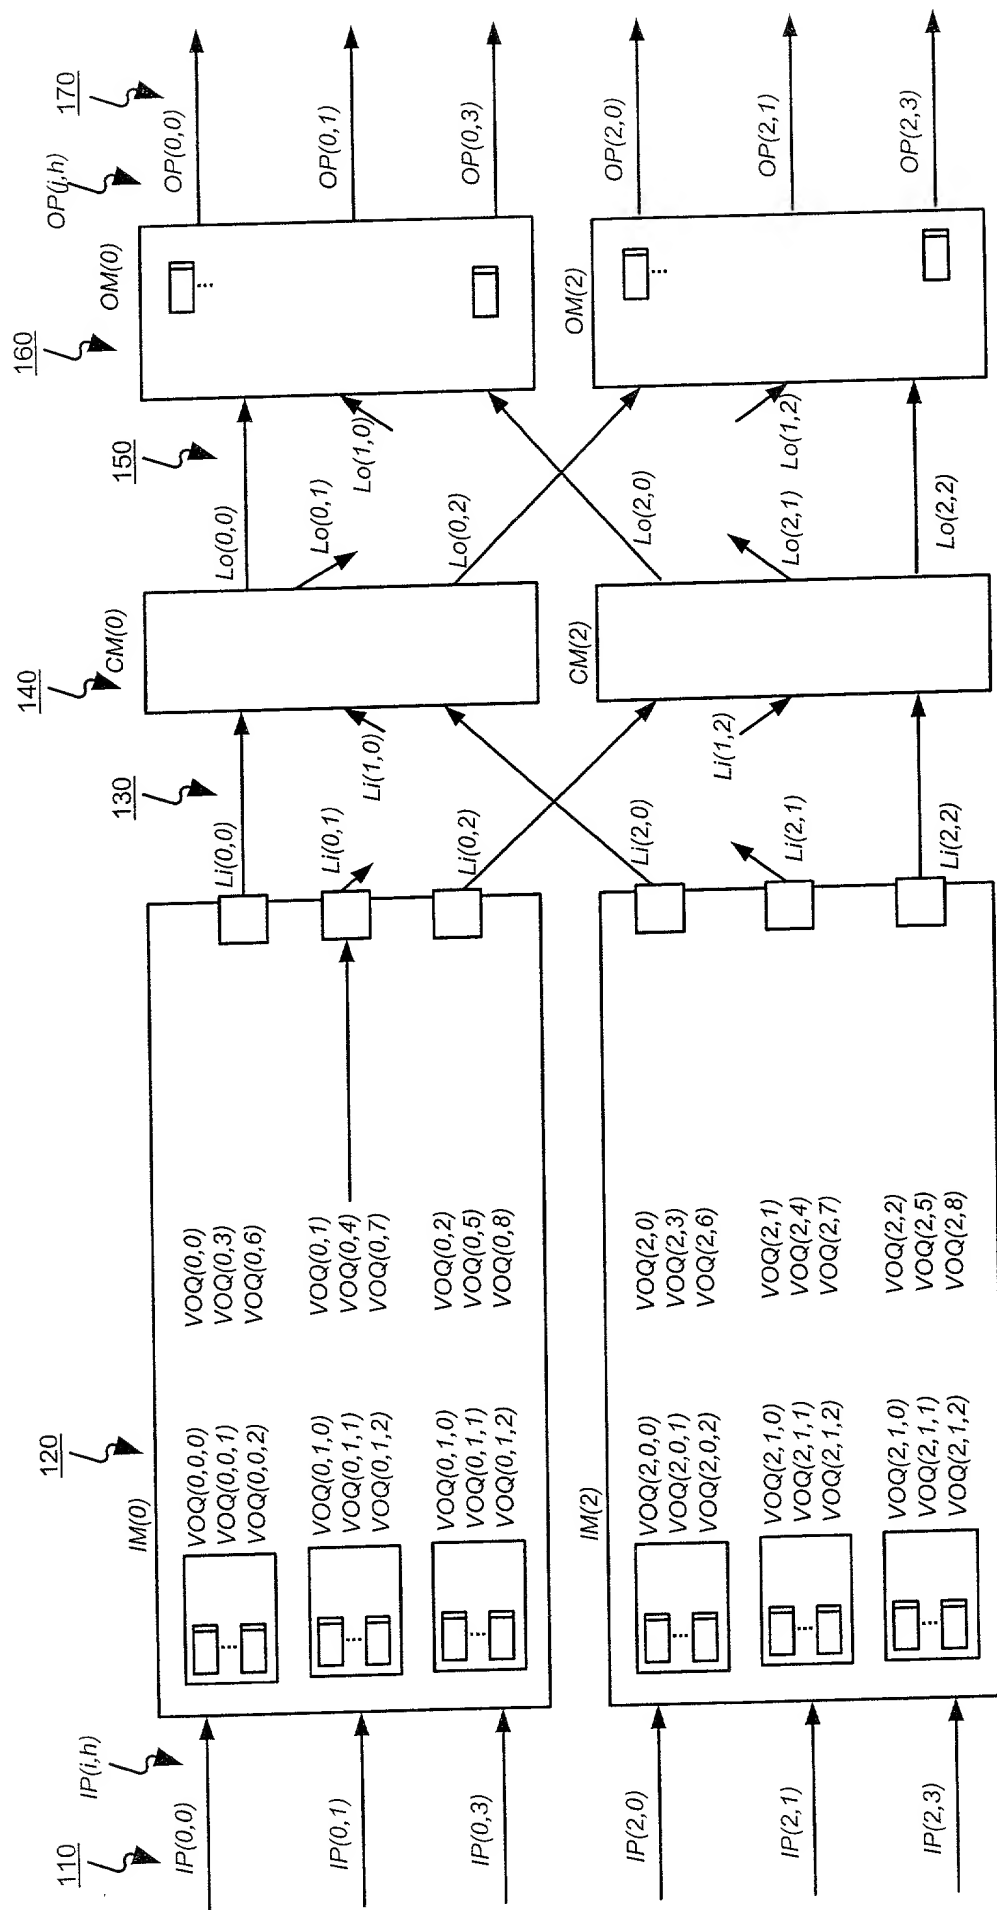 110
IP(i,h)
IP(0,0)
IP(0,1)
IP(0,3)
IP(2,0)
IP(2,1)
IP(2,3)
120
IM(0)
VOQ(0,0,0)
VOQ(0,0,1)
VOQ(0,0,2)
VOQ(0,1,0)
VOQ(0,1,1)
VOQ(0,1,2)
VOQ(0,1,0)
VOQ(0,1,1)
VOQ(0,1,2)
VOQ(0,0)
VOQ(0,3)
VOQ(0,6)
VOQ(0,1)
VOQ(0,4)
VOQ(0,7)
VOQ(0,2)
VOQ(0,5)
VOQ(0,8)
IM(2)
VOQ(2,0,0)
VOQ(2,0,1)
VOQ(2,0,2)
VOQ(2,1,0)
VOQ(2,1,1)
VOQ(2,1,2)
VOQ(2,1,0)
VOQ(2,1,1)
VOQ(2,1,2)
VOQ(2,0)
VOQ(2,3)
VOQ(2,6)
VOQ(2,1)
VOQ(2,4)
VOQ(2,7)
VOQ(2,2)
VOQ(2,5)
VOQ(2,8)
130
Li(0,0)
Li(0,1)
Li(0,2)
Li(1,0)
Li(2,0)
Li(2,1)
Li(2,2)
Li(1,2)
140
CM(0)
CM(2)
150
Lo(0,0)
Lo(0,1)
Lo(0,2)
Lo(1,0)
Lo(2,0)
Lo(2,1)
Lo(2,2)
Lo(1,2)
160
OM(0)
OM(2)
170
OP(j,h)
OP(0,0)
OP(0,1)
OP(0,3)
OP(2,0)
OP(2,1)
OP(2,3)